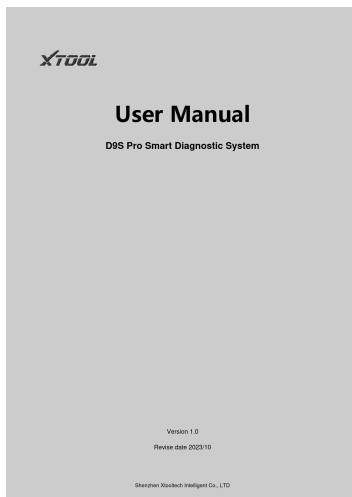 XTOOL
User Manual
D9S Pro Smart Diagnostic System
Version 1.0
Revise date 2023/10
Shenzhen Xtooltech Intelligent Co., LTD